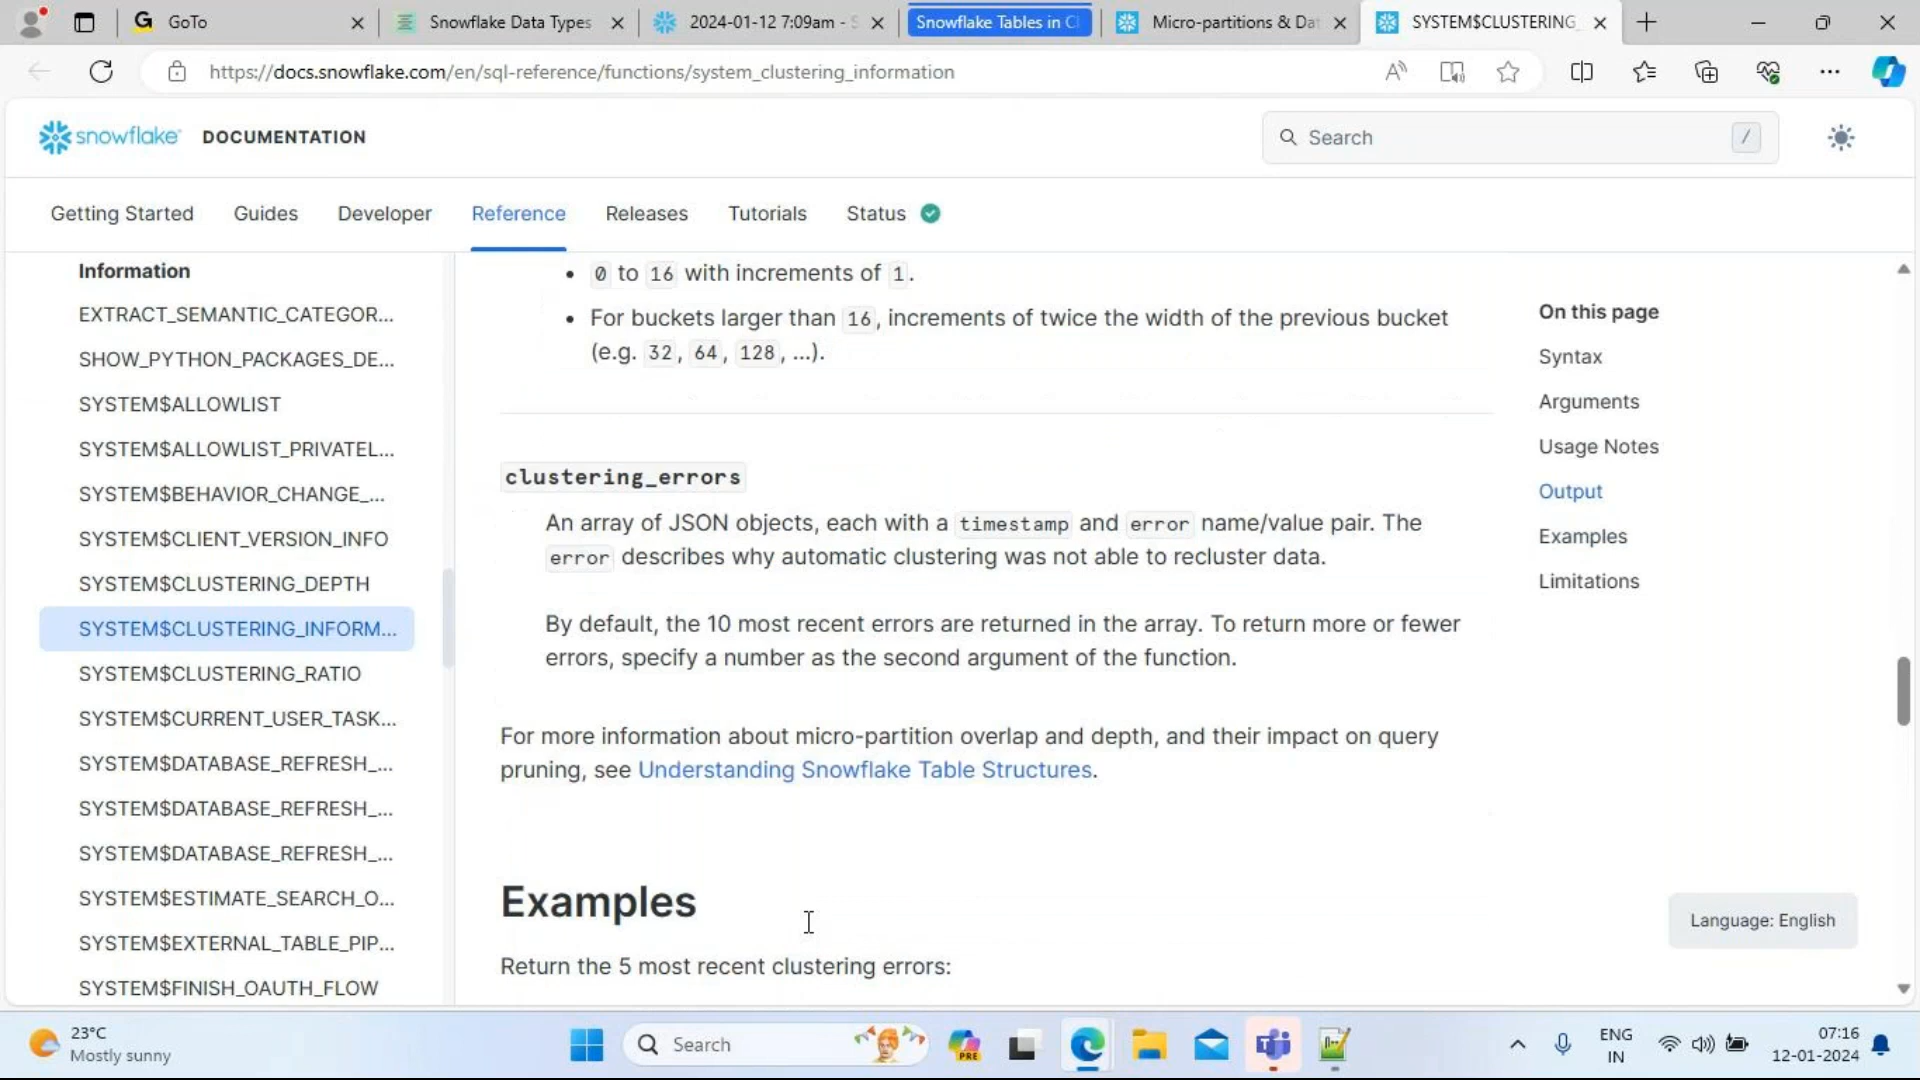 GoTo
Snowflake Data Types
2024-01-12 7:09am - S
Snowflake Tables in Cl
Micro-partitions & Dat
SYSTEM$CLUSTERING_
https://docs.snowflake.com/en/sql-reference/functions/system_clustering_information
snowflake DOCUMENTATION
Search /
Getting Started
Guides
Developer
Reference
Releases
Tutorials
Status
Information
EXTRACT_SEMANTIC_CATEGOR...
SHOW_PYTHON_PACKAGES_DE...
SYSTEM$ALLOWLIST
SYSTEM$ALLOWLIST_PRIVATEL...
SYSTEM$BEHAVIOR_CHANGE_...
SYSTEM$CLIENT_VERSION_INFO
SYSTEM$CLUSTERING_DEPTH
SYSTEM$CLUSTERING_INFORM...
SYSTEM$CLUSTERING_RATIO
SYSTEM$CURRENT_USER_TASK...
SYSTEM$DATABASE_REFRESH_...
SYSTEM$DATABASE_REFRESH_...
SYSTEM$DATABASE_REFRESH_...
SYSTEM$ESTIMATE_SEARCH_O...
SYSTEM$EXTERNAL_TABLE_PIP...
SYSTEM$FINISH_OAUTH_FLOW
• 0 to 16 with increments of 1.
• For buckets larger than 16, increments of twice the width of the previous bucket
(e.g. 32, 64, 128, ...).
clustering_errors
An array of JSON objects, each with a timestamp and error name/value pair. The
error describes why automatic clustering was not able to recluster data.
By default, the 10 most recent errors are returned in the array. To return more or fewer
errors, specify a number as the second argument of the function.
For more information about micro-partition overlap and depth, and their impact on query
pruning, see Understanding Snowflake Table Structures.
Examples
Return the 5 most recent clustering errors:
On this page
Syntax
Arguments
Usage Notes
Output
Examples
Limitations
Language: English
23°C
Mostly sunny
Search
PRE
ENG
IN
07:16
12-01-2024